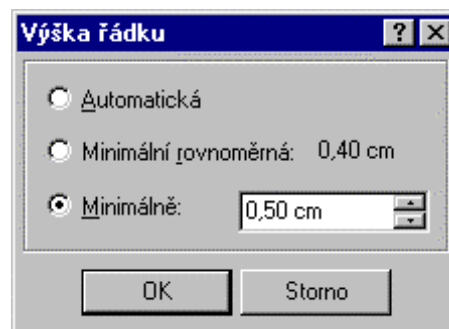 Výška řádku
Automatická
Minimální rovnoměrná: 0,40 cm
Minimálně: 0,50 cm
OK Storno